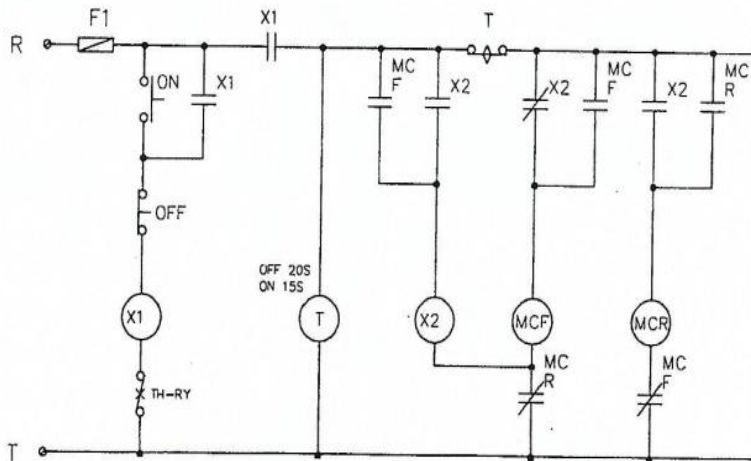 F1
X1
T
R
ON
X1
MC
F
X2
X2
MC
F
X2
MC
R
OFF
OFF 20S
ON 15S
X1
T
X2
MCF
MCR
MC
R
MC
F
TH-RY
T